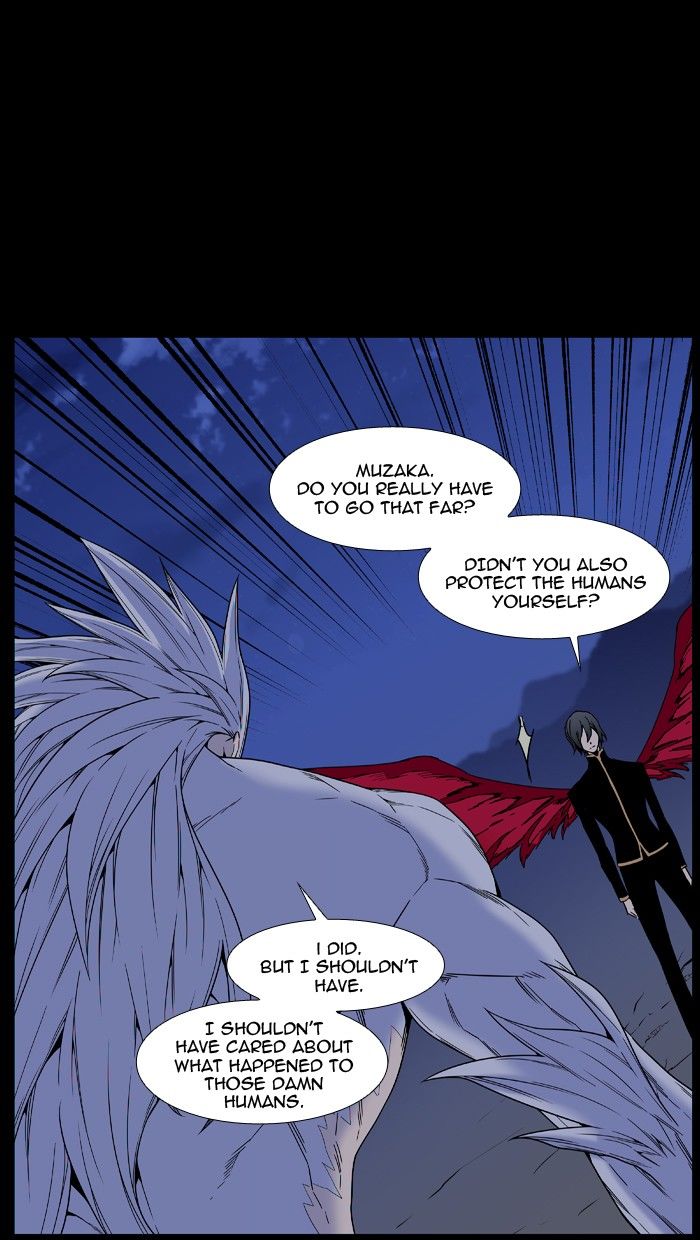 MUZAKA.
DO YOU REALLY HAVE
TO GO THAT FAR?
DIDN'T YOU ALSO
PROTECT THE HUMANS
YOURSELF?
I DID.
BUT I SHOULDN'T
HAVE.
I SHOULDN'T
HAVE CARED ABOUT
WHAT HAPPENED TO
THOSE DAMN
HUMANS.